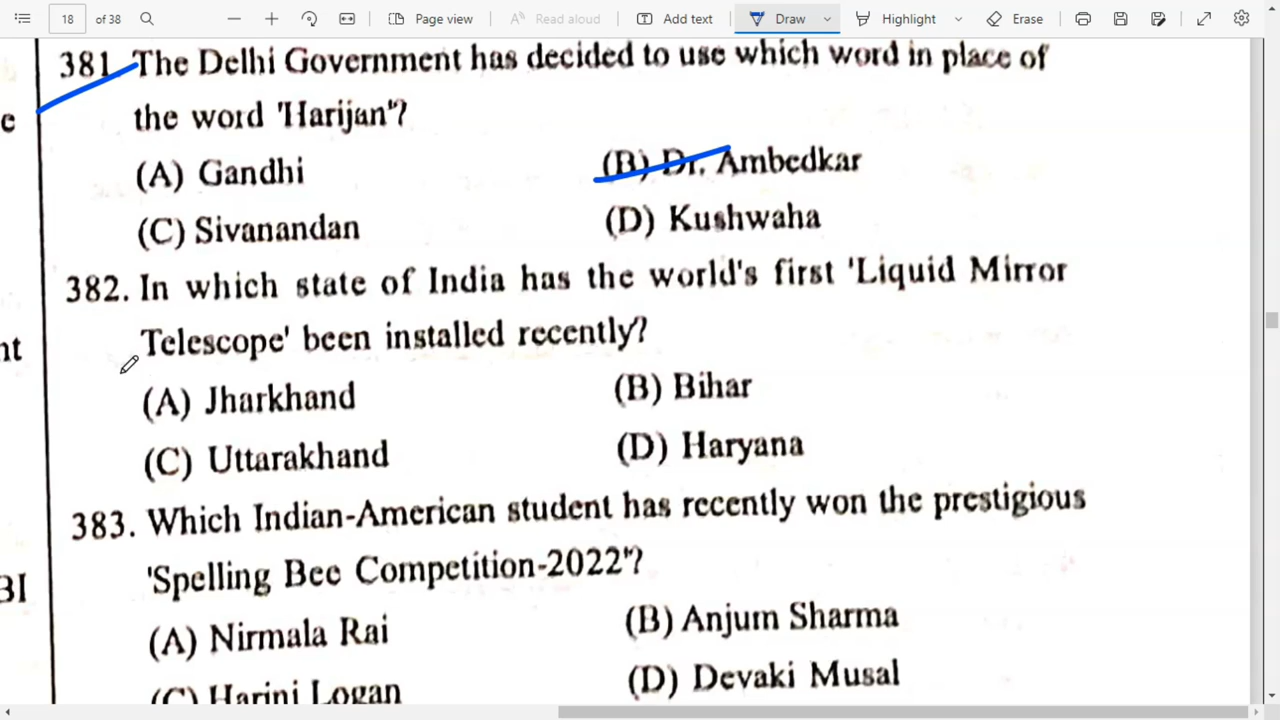 18 of 38 Page view Read aloud Add text Draw Highlight Erase
381. The Delhi Government has decided to use which word in place of
the word 'Harijan'?
(A) Gandhi (B) Dr. Ambedkar
(C) Sivanandan (D) Kushwaha
382. In which state of India has the world's first 'Liquid Mirror
Telescope' been installed recently?
(A) Jharkhand (B) Bihar
(C) Uttarakhand (D) Haryana
383. Which Indian-American student has recently won the prestigious
'Spelling Bee Competition-2022'?
(A) Nirmala Rai (B) Anjum Sharma
(C) Harini Logan (D) Devaki Musal